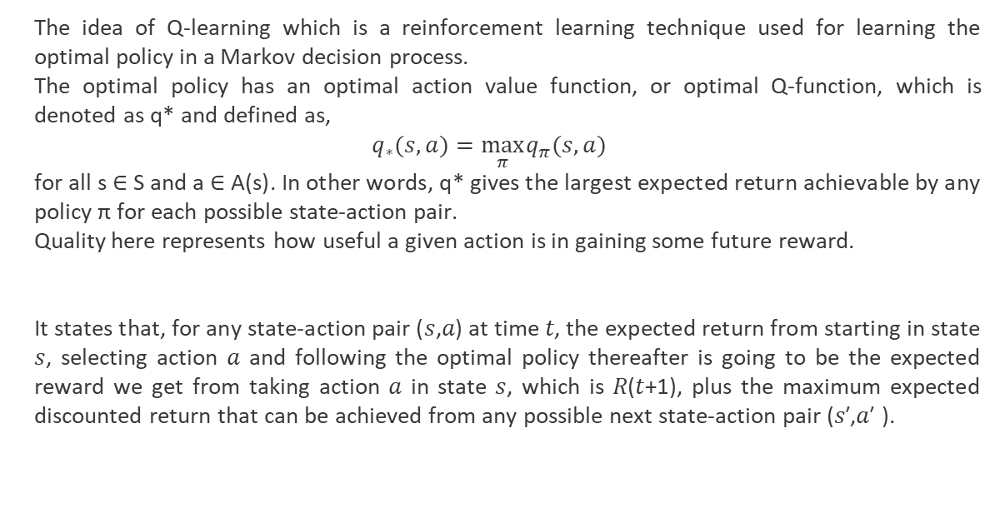 The idea of Q-learning which is a reinforcement learning technique used for learning the
optimal policy in a Markov decision process.
The optimal policy has an optimal action value function, or optimal Q-function, which is
denoted as q* and defined as,
q∗(s, a) = max qπ(s, a)
π
for all s ∈ S and a ∈ A(s). In other words, q* gives the largest expected return achievable by any
policy π for each possible state-action pair.
Quality here represents how useful a given action is in gaining some future reward.
It states that, for any state-action pair (s,a) at time t, the expected return from starting in state
s, selecting action a and following the optimal policy thereafter is going to be the expected
reward we get from taking action a in state s, which is R(t+1), plus the maximum expected
discounted return that can be achieved from any possible next state-action pair (s′,a′ ).